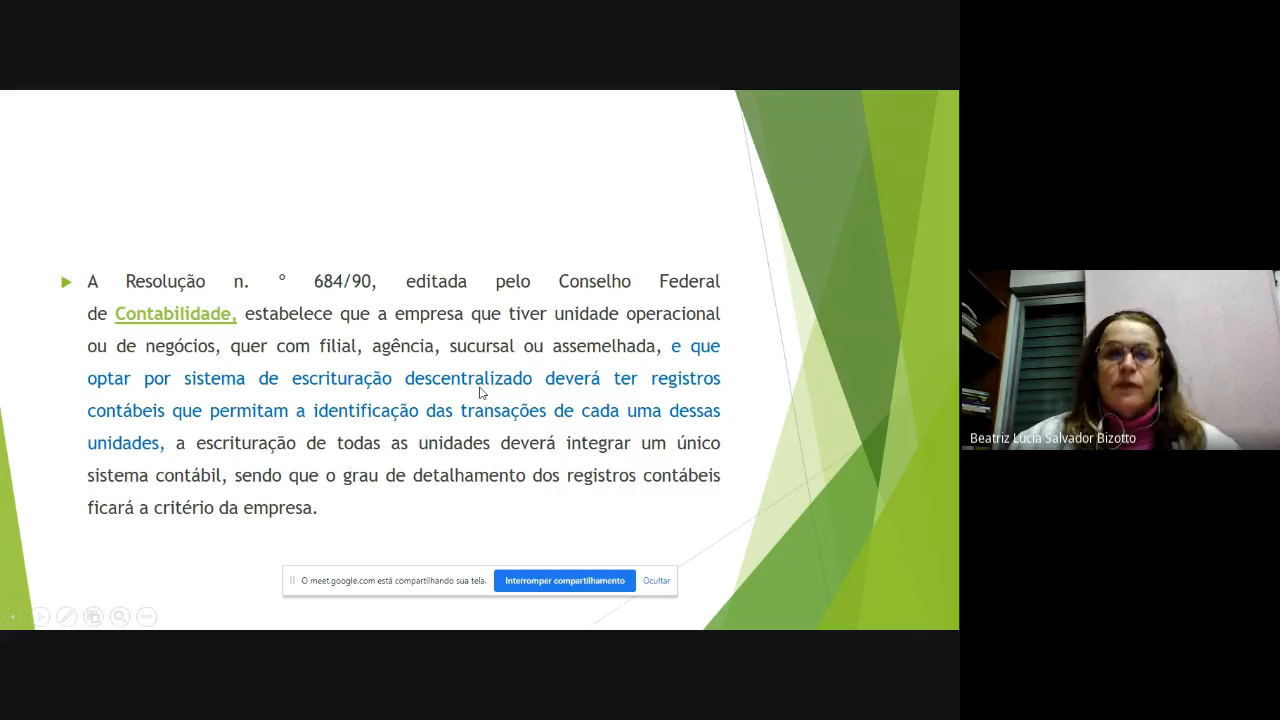 A Resolução n. º 684/90, editada pelo Conselho Federal
de Contabilidade, estabelece que a empresa que tiver unidade operacional
ou de negócios, quer com filial, agência, sucursal ou assemelhada, e que
optar por sistema de escrituração descentralizado deverá ter registros
contábeis que permitam a identificação das transações de cada uma dessas
unidades, a escrituração de todas as unidades deverá integrar um único
sistema contábil, sendo que o grau de detalhamento dos registros contábeis
ficará a critério da empresa.
O meet.google.com está compartilhando sua tela.
Interromper compartilhamento
Ocultar
Beatriz Lucia Salvador Bizotto